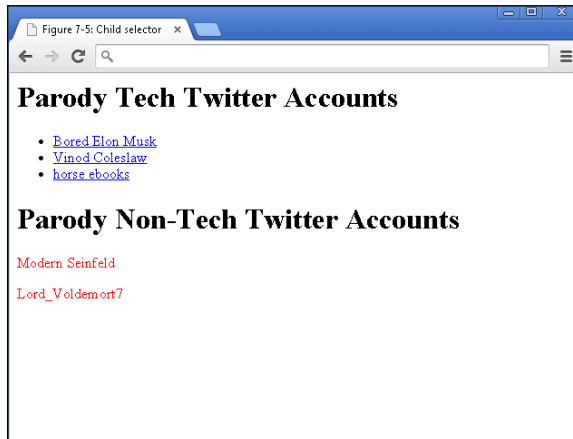 Figure 7-5: Child selector
Parody Tech Twitter Accounts
Bored Elon Musk
Vinod Coleslaw
horse ebooks
Parody Non-Tech Twitter Accounts
Modern Seinfeld
Lord_Voldemort7